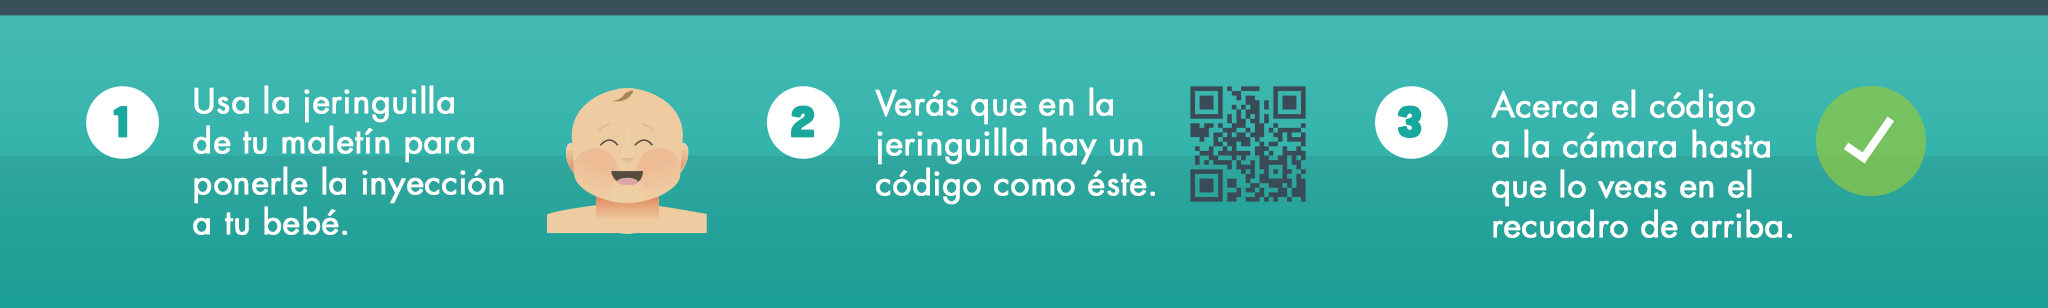 1
Usa la jeringuilla
de tu maletín para
ponerle la inyección
a tu bebé.
2
Verás que en la
jeringuilla hay un
código como éste.
3
Acerca el código
a la cámara hasta
que lo veas en el
recuadro de arriba.